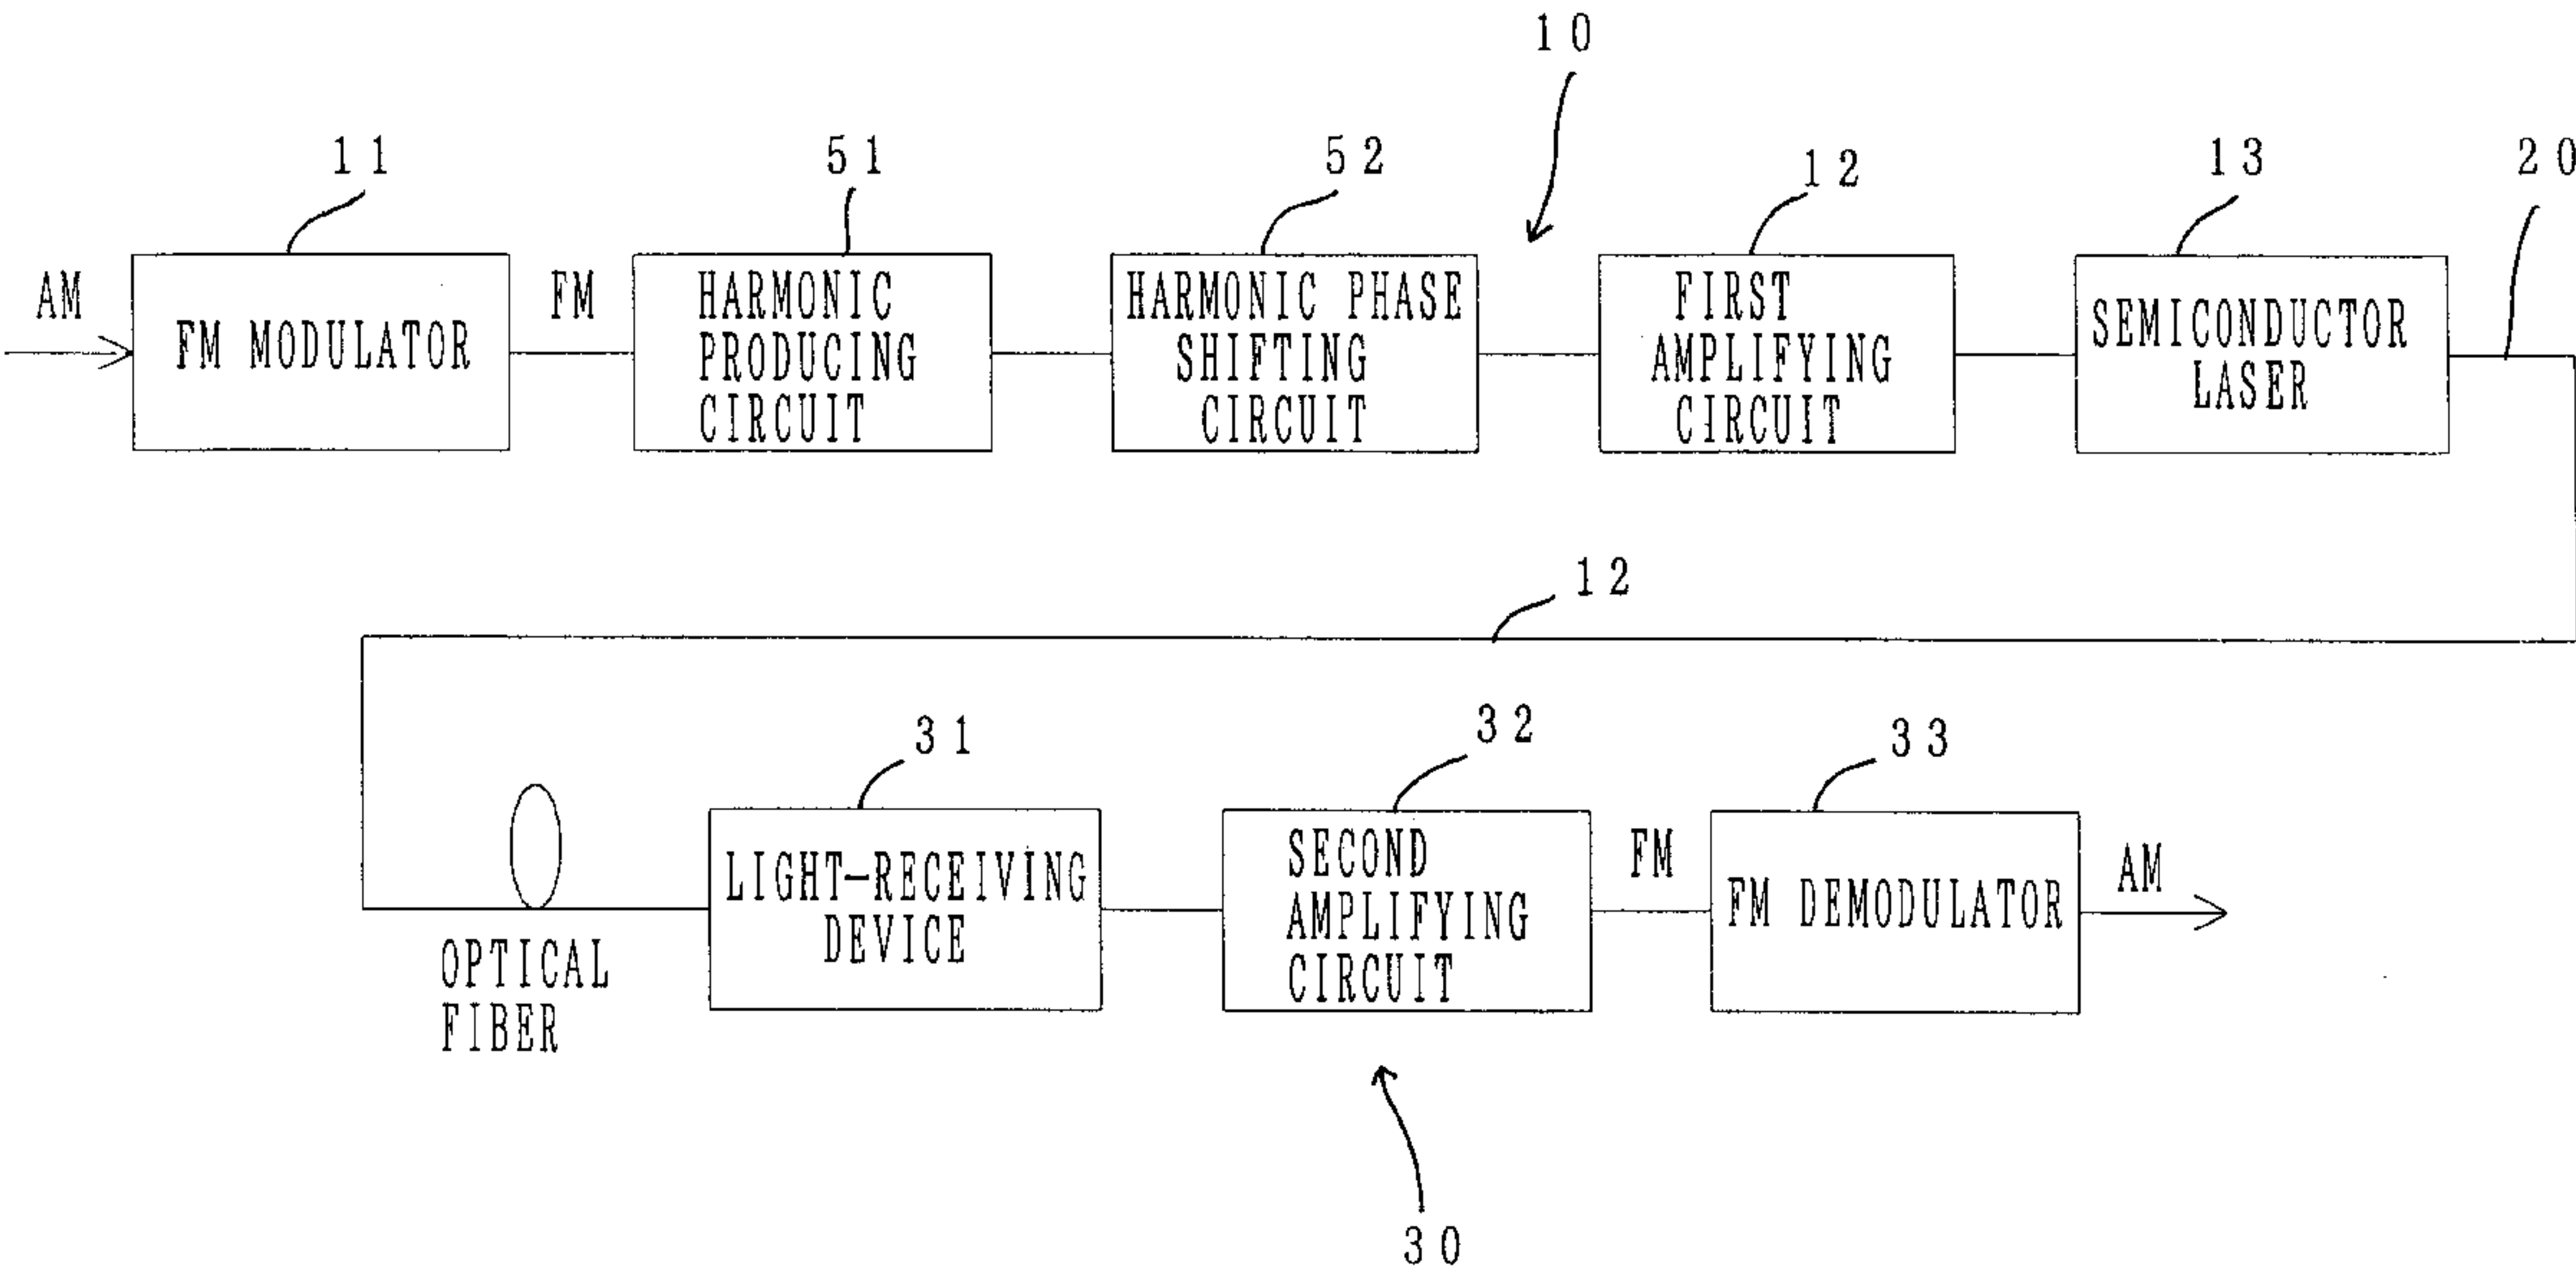 10
11
51
52
12
13
20
AM
FM MODULATOR
FM
HARMONIC
PRODUCING
CIRCUIT
HARMONIC PHASE
SHIFTING
CIRCUIT
FIRST
AMPLIFYING
CIRCUIT
SEMICONDUCTOR
LASER
12
31
32
33
OPTICAL
FIBER
LIGHT-RECEIVING
DEVICE
SECOND
AMPLIFYING
CIRCUIT
FM
FM DEMODULATOR
AM
30